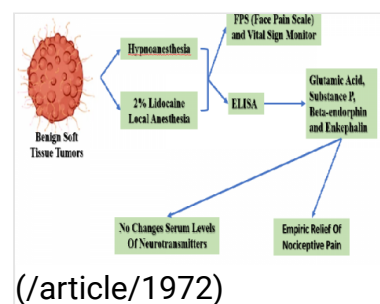 FPS (Face Pain Scale)
and Vital Sign Monitor
Hypnoanesthesia
Glutamic Acid,
Substance P,
Beta-endorphin
and Enkephalin
2% Lidocaine
Local Anesthesia
ELISA
Benign Soft
Tissue Tumors
No Changes Serum Levels
Of Neurotransmitters
Empiric Relief Of
Nociceptive Pain
(/article/1972)